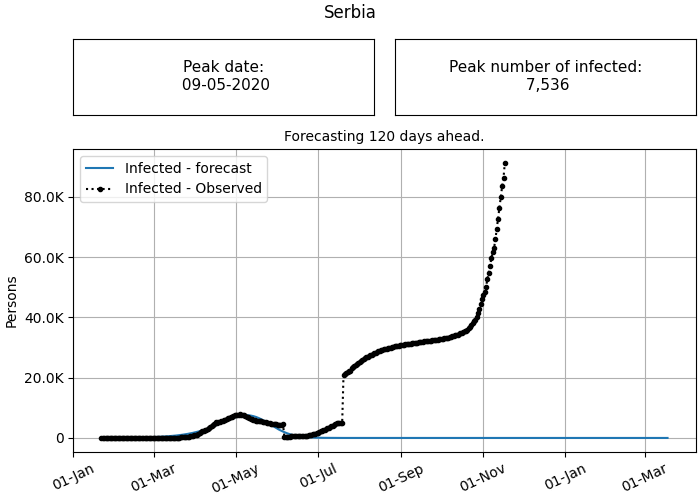 Serbia
Peak date:
09-05-2020
Peak number of infected:
7,536
Forecasting 120 days ahead.
Infected - forecast
Infected - Observed
Persons
80.0K
60.0K
40.0K
20.0K
0
01-Jan
01-Mar
01-May
01-Jul
01-Sep
01-Nov
01-Jan
01-Mar